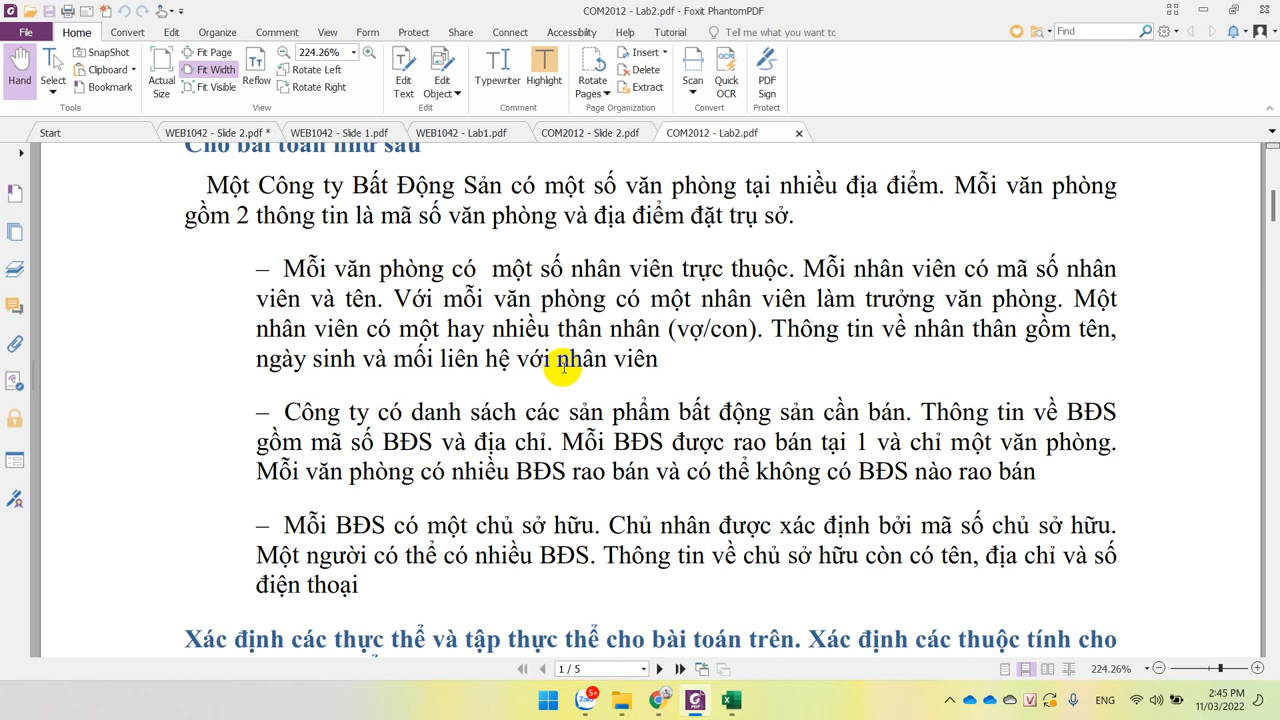 COM2012 - Lab2.pdf - Foxit PhantomPDF
File Home Convert Edit Organize Comment View Form Protect Share Connect Accessibility Help Tutorial Tell me what you want to do Find
Hand
Select
SnapShot
Clipboard
Bookmark
Tools
Actual Size
Fit Page
Fit Width
Fit Visible
Reflow
224.26%
Rotate Left
Rotate Right
View
Edit Text
Edit Object
Edit
Typewriter
Highlight
Comment
Rotate Pages
Insert
Delete
Extract
Page Organization
Scan
Quick OCR
Convert
PDF Sign
Protect
Start WEB1042 - Slide 2.pdf * WEB1042 - Slide 1.pdf WEB1042 - Lab1.pdf COM2012 - Slide 2.pdf COM2012 - Lab2.pdf
Cho bài toán như sau
Một Công ty Bất Động Sản có một số văn phòng tại nhiều địa điểm. Mỗi văn phòng
gồm 2 thông tin là mã số văn phòng và địa điểm đặt trụ sở.
– Mỗi văn phòng có một số nhân viên trực thuộc. Mỗi nhân viên có mã số nhân
viên và tên. Với mỗi văn phòng có một nhân viên làm trưởng văn phòng. Một
nhân viên có một hay nhiều thân nhân (vợ/con). Thông tin về nhân thân gồm tên,
ngày sinh và mối liên hệ với nhân viên
– Công ty có danh sách các sản phẩm bất động sản cần bán. Thông tin về BĐS
gồm mã số BĐS và địa chỉ. Mỗi BĐS được rao bán tại 1 và chỉ một văn phòng.
Mỗi văn phòng có nhiều BĐS rao bán và có thể không có BĐS nào rao bán
– Mỗi BĐS có một chủ sở hữu. Chủ nhân được xác định bởi mã số chủ sở hữu.
Một người có thể có nhiều BĐS. Thông tin về chủ sở hữu còn có tên, địa chỉ và số
điện thoại
Xác định các thực thể và tập thực thể cho bài toán trên. Xác định các thuộc tính cho
1 / 5
224.26%
5+
Zalo
ENG
2:45 PM
11/03/2022